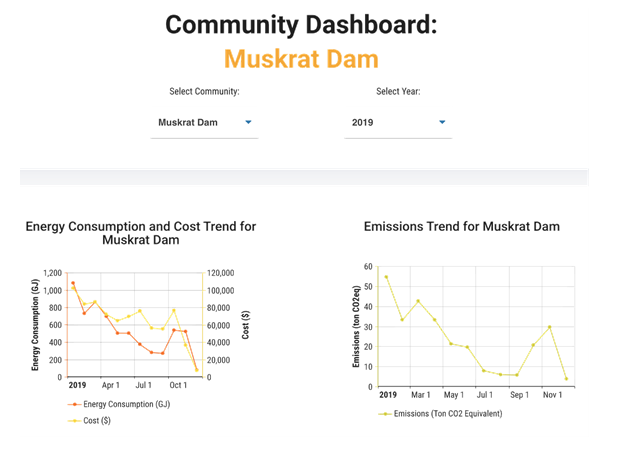 Community Dashboard:
Muskrat Dam
Select Community:
Select Year:
Muskrat Dam
2019
Energy Consumption and Cost Trend for
Muskrat Dam
1,200
1,000
800
600
400
200
0
Energy Consumption (GJ)
120,000
100,000
80,000
60,000
40,000
20,000
0
Cost ($)
2019
Apr 1
Jul 1
Oct 1
Energy Consumption (GJ)
Cost ($)
Emissions Trend for Muskrat Dam
60
50
40
30
20
10
0
Emissions (ton CO2eq)
2019
Mar 1
May 1
Jul 1
Sep 1
Nov 1
Emissions (Ton CO2 Equivalent)